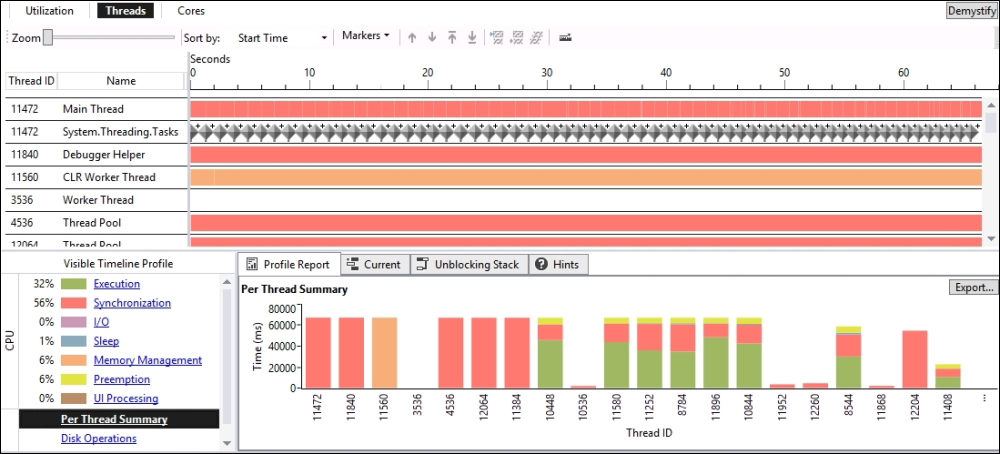 Utilization Threads Cores Demystify
Zoom Sort by: Start Time Markers
Seconds
Thread ID Name 0 10 20 30 40 50 60
11472 Main Thread
11472 System.Threading.Tasks
11840 Debugger Helper
11560 CLR Worker Thread
3536 Worker Thread
4536 Thread Pool
12064 Thread Pool
Visible Timeline Profile
Profile Report Current Unblocking Stack Hints
CPU
32% Execution
56% Synchronization
0% I/O
1% Sleep
6% Memory Management
6% Preemption
0% UI Processing
Per Thread Summary
Disk Operations
Per Thread Summary Export...
Time (ms)
80000
60000
40000
20000
0
11472 11840 11560 3536 4536 12064 11384 10448 10536 11580 11252 8784 11896 10844 11952 12260 8544 11868 12204 11408
Thread ID